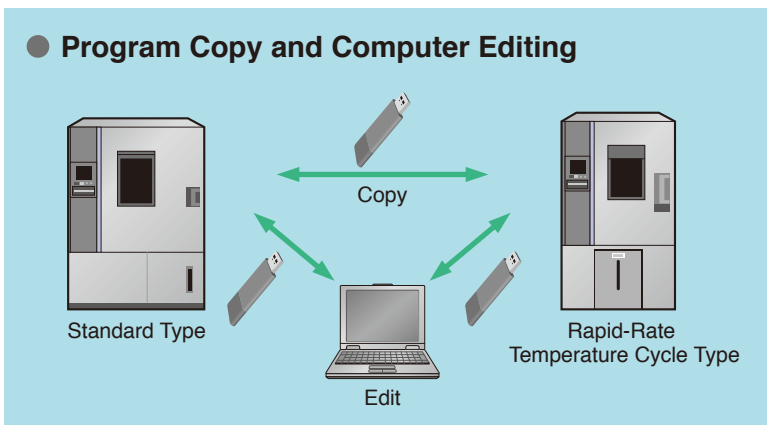 Program Copy and Computer Editing
Copy
Standard Type
Rapid-Rate
Temperature Cycle Type
Edit